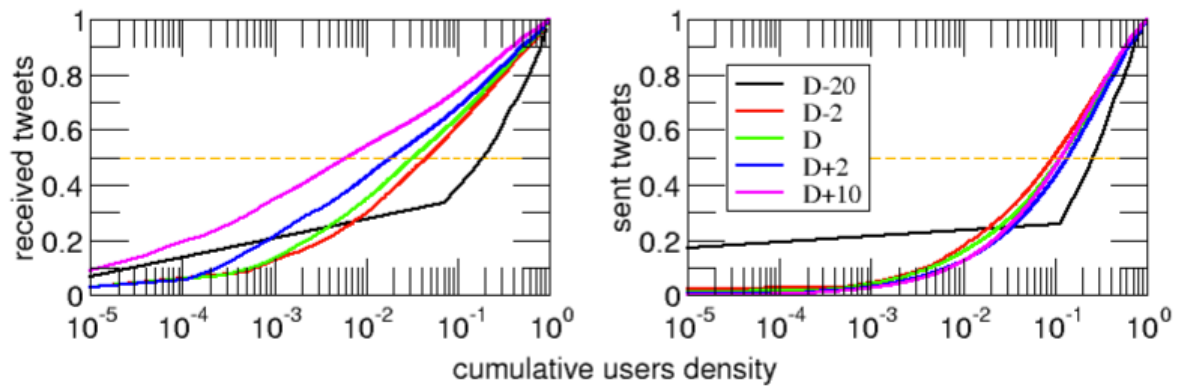 received tweets
1
0.8
0.6
0.4
0.2
0
10^-5 10^-4 10^-3 10^-2 10^-1 10^0
sent tweets
1
0.8
0.6
0.4
0.2
0
D-20
D-2
D
D+2
D+10
10^-5 10^-4 10^-3 10^-2 10^-1 10^0
cumulative users density